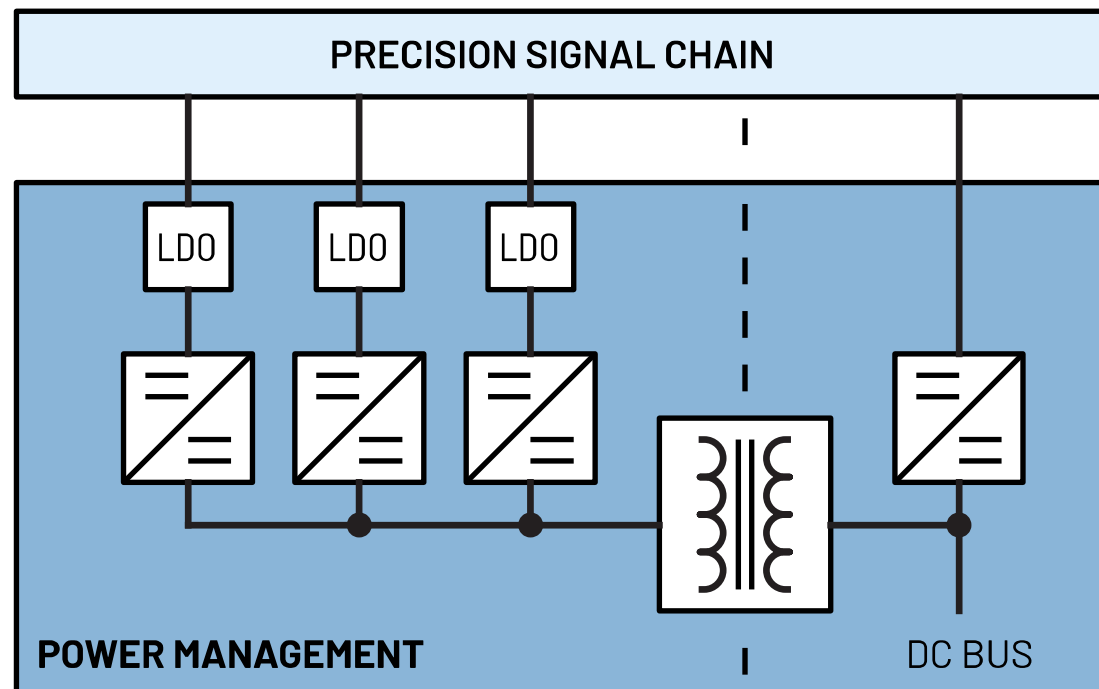 PRECISION SIGNAL CHAIN
LDO
LDO
LDO
POWER MANAGEMENT
DC BUS